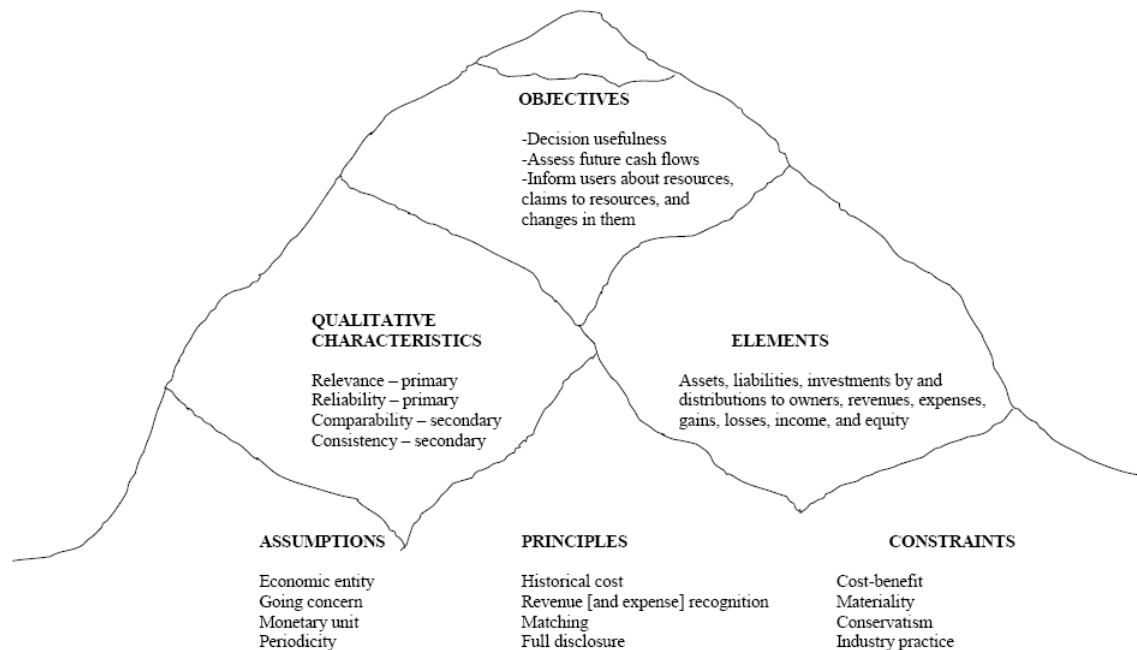 OBJECTIVES
-Decision usefulness
-Assess future cash flows
-Inform users about resources,
claims to resources, and
changes in them
QUALITATIVE
CHARACTERISTICS
Relevance – primary
Reliability – primary
Comparability – secondary
Consistency – secondary
ELEMENTS
Assets, liabilities, investments by and
distributions to owners, revenues, expenses,
gains, losses, income, and equity
ASSUMPTIONS
Economic entity
Going concern
Monetary unit
Periodicity
PRINCIPLES
Historical cost
Revenue [and expense] recognition
Matching
Full disclosure
CONSTRAINTS
Cost-benefit
Materiality
Conservatism
Industry practice